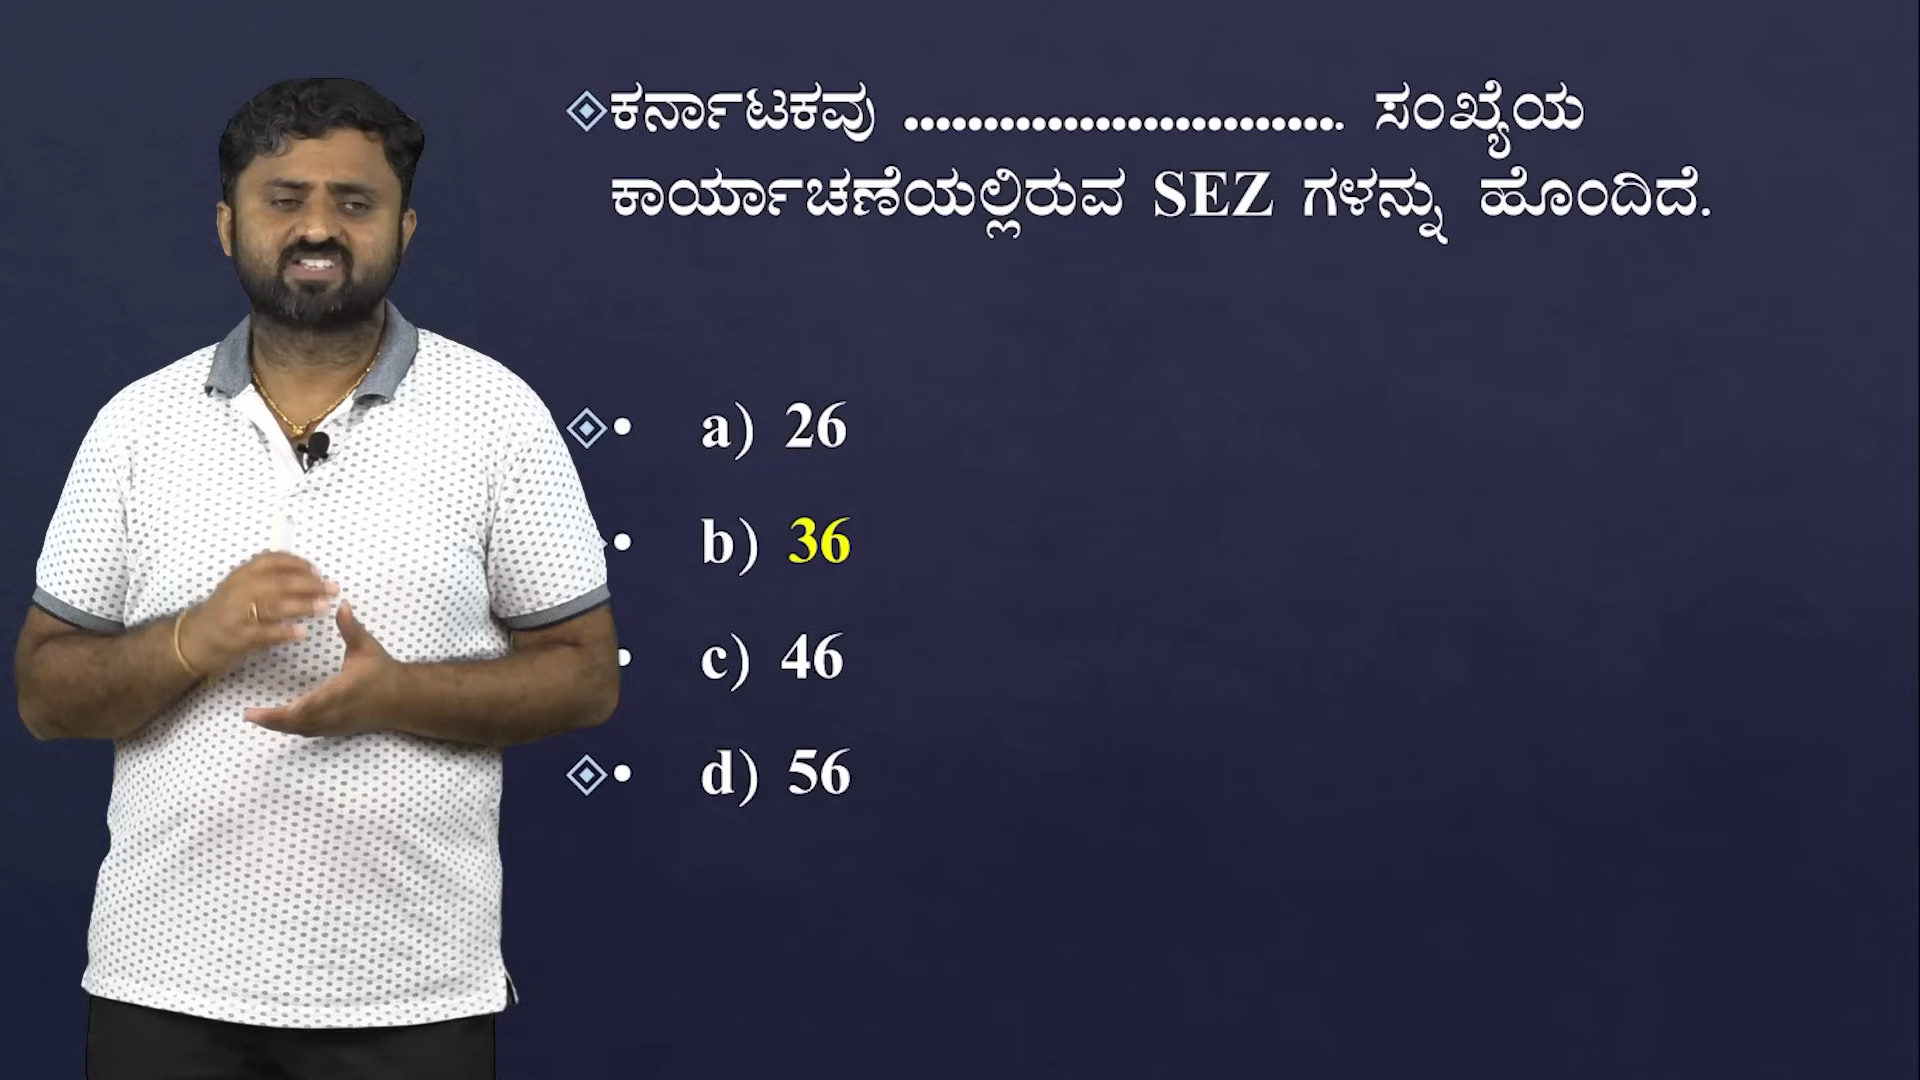 ಕರ್ನಾಟಕವು ........................... ಸಂಖ್ಯೆಯ
ಕಾರ್ಯಾಚಣೆಯಲ್ಲಿರುವ SEZ ಗಳನ್ನು ಹೊಂದಿದೆ.
• a) 26
• b) 36
• c) 46
• d) 56